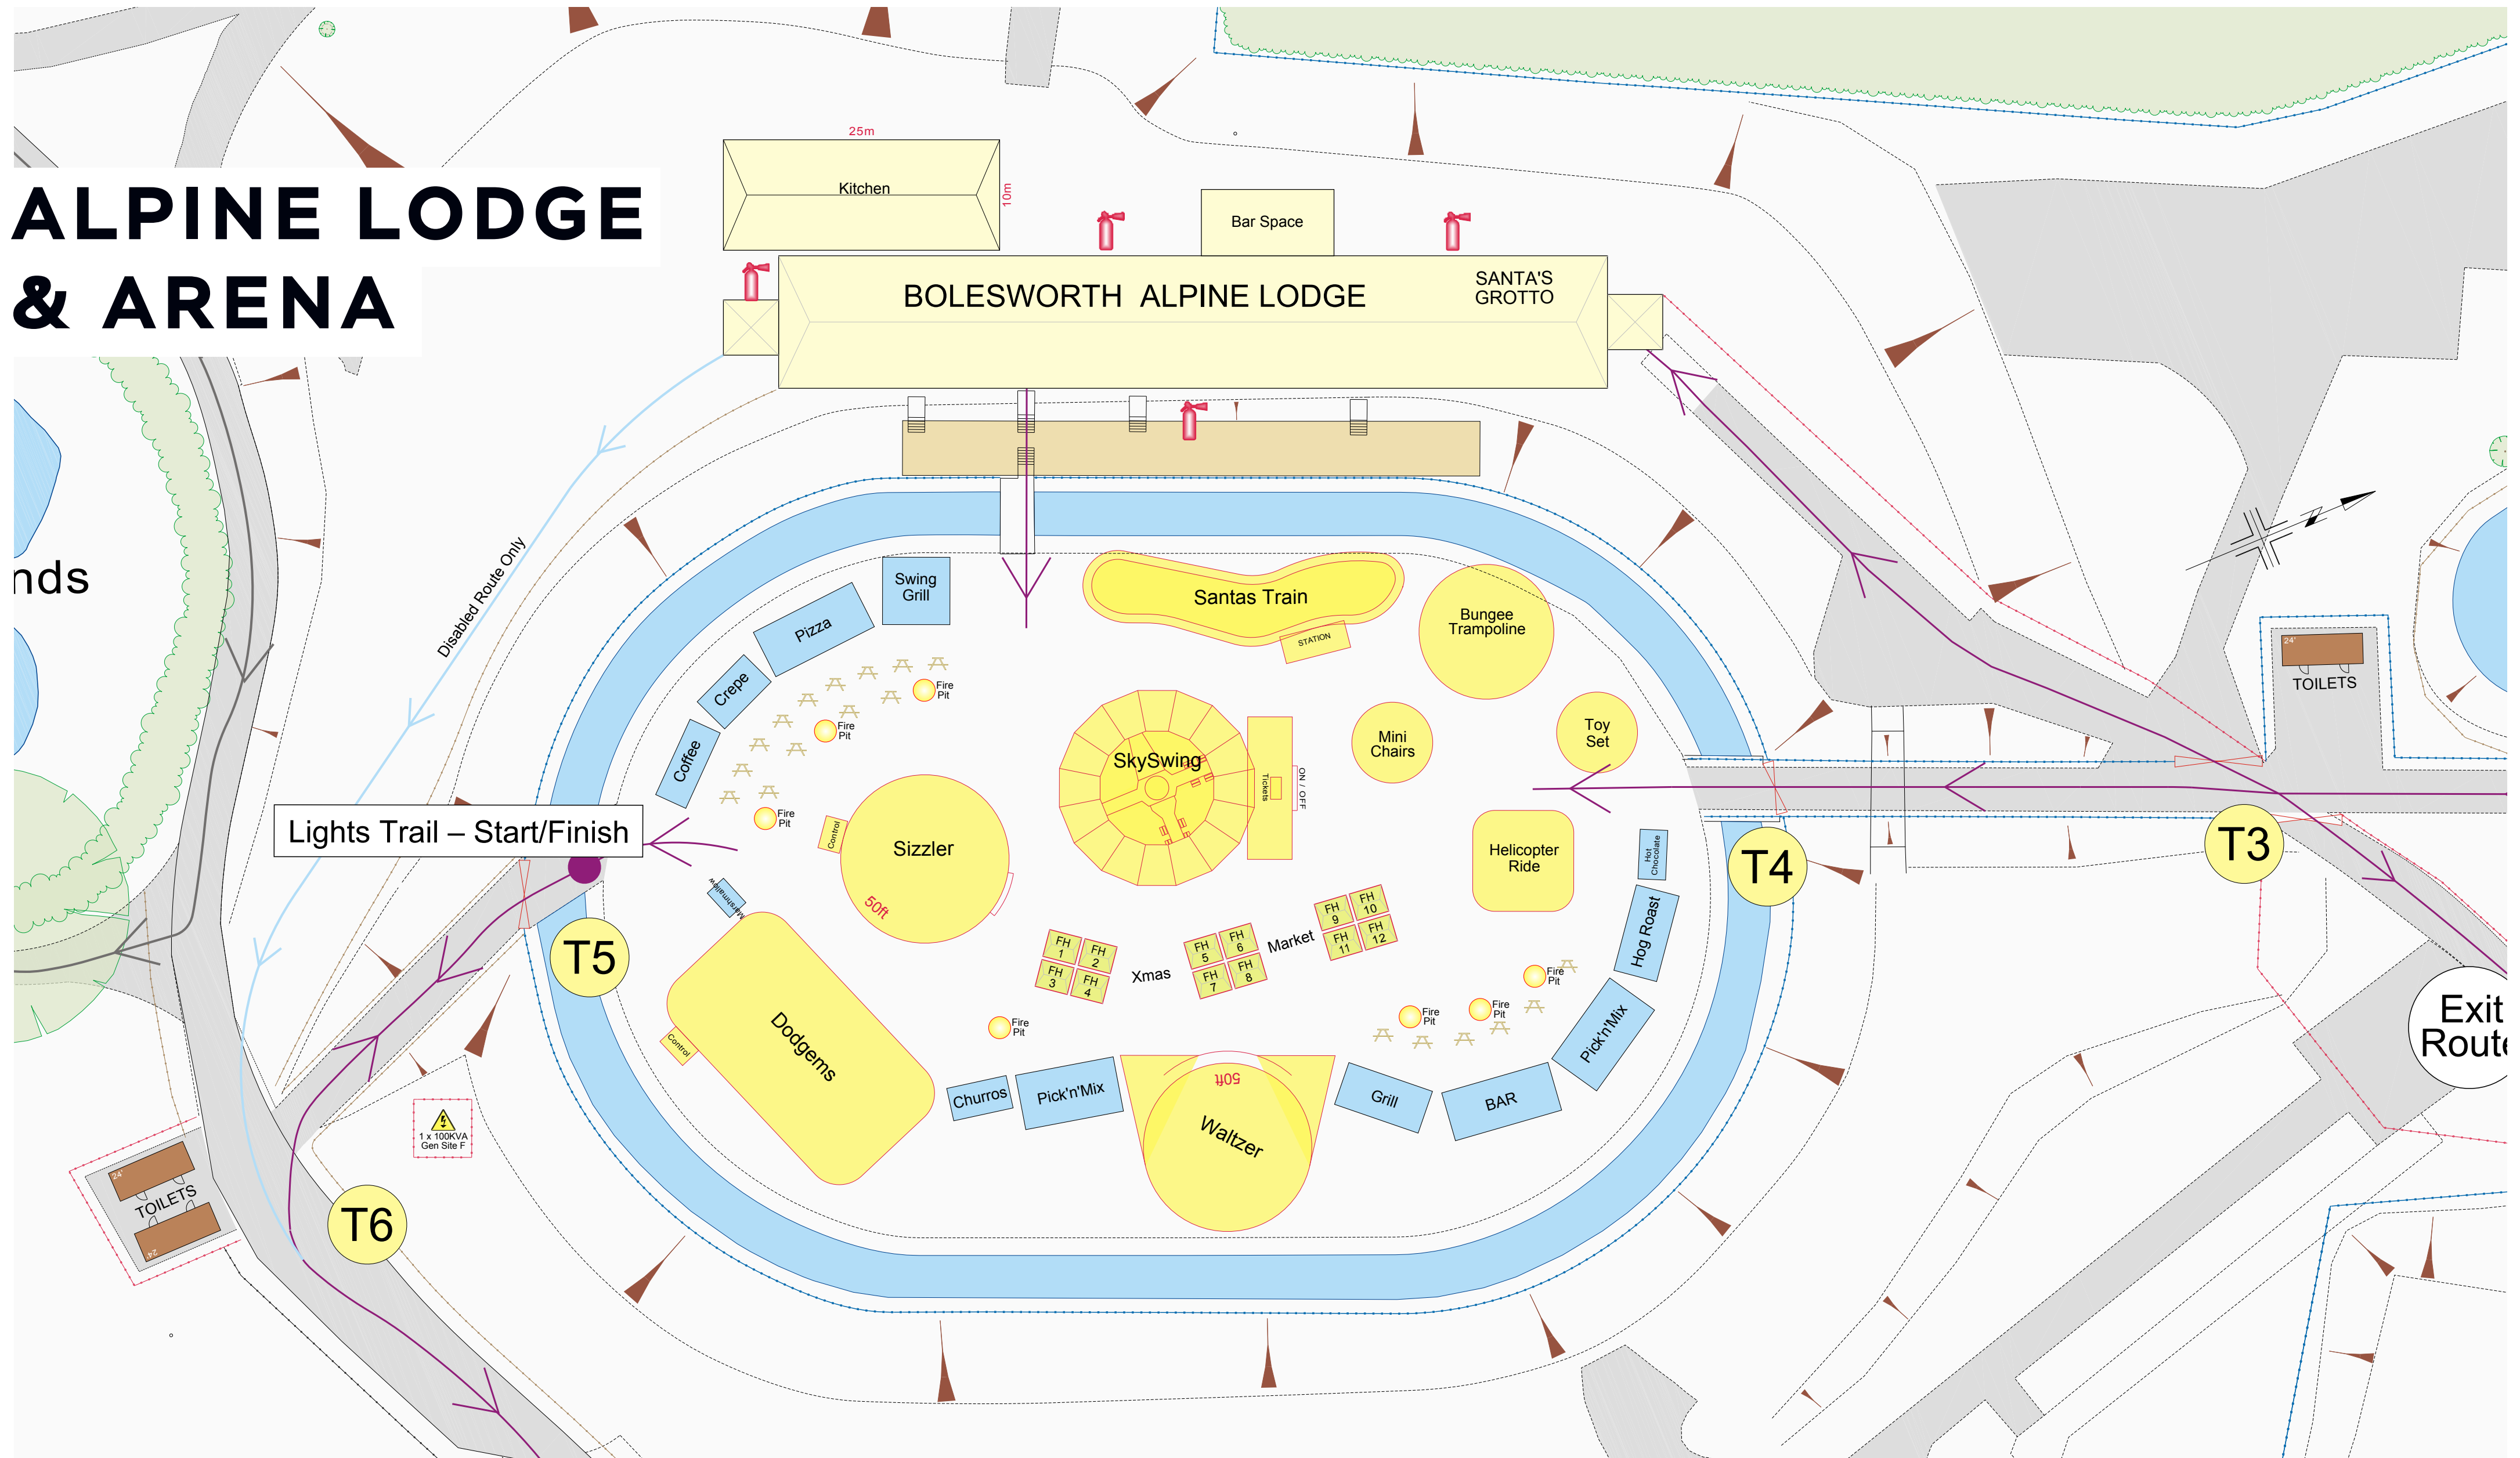 ALPINE LODGE
& ARENA
25m
Kitchen
10m
Bar Space
BOLESWORTH ALPINE LODGE
SANTA'S
GROTTO
nds
Disabled Route Only
Swing
Grill
Pizza
Crepe
Coffee
Fire
Pit
Fire
Pit
Fire
Pit
Santas Train
STATION
Bungee
Trampoline
Mini
Chairs
Toy
Set
SkySwing
Tickets
ON / OFF
24'
TOILETS
Lights Trail – Start/Finish
Control
Sizzler
50ft
Helicopter
Ride
Hot
Chocolate
T4
T3
Marshmallow
T5
FH
1
FH
2
FH
3
FH
4
Xmas
FH
5
FH
6
FH
7
FH
8
Market
FH
9
FH
10
FH
11
FH
12
Hog Roast
Fire
Pit
Fire
Pit
Fire
Pit
Fire
Pit
Pick'n'Mix
Exit
Route
Dodgems
Control
Churros
Pick'n'Mix
50ft
Waltzer
Grill
BAR
1 x 100KVA
Gen Site F
24'
TOILETS
24'
T6